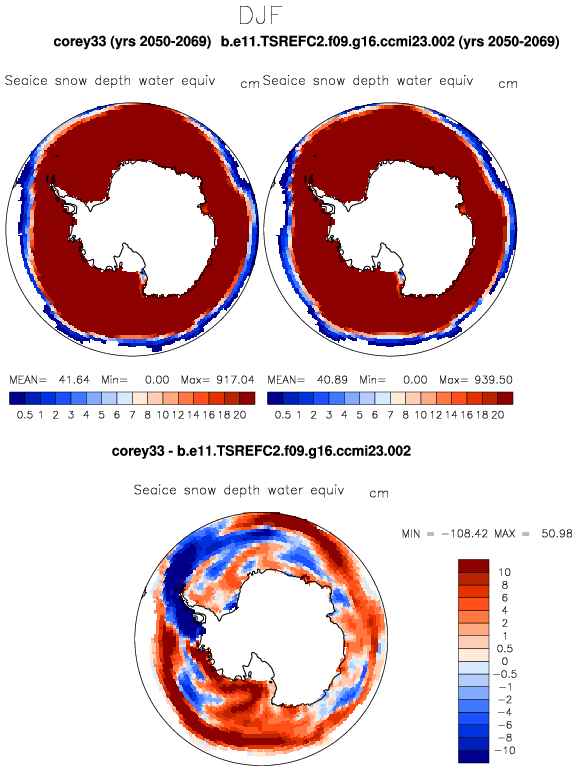 DJF
corey33 (yrs 2050-2069) b.e11.TSREFC2.f09.g16.ccmi23.002 (yrs 2050-2069)
Seaice snow depth water equiv cm Seaice snow depth water equiv cm
MEAN= 41.64 Min= 0.00 Max= 917.04 MEAN= 40.89 Min= 0.00 Max= 939.50
0.5 1 2 3 4 5 6 7 8 10 12 14 16 18 20 0.5 1 2 3 4 5 6 7 8 10 12 14 16 18 20
corey33 - b.e11.TSREFC2.f09.g16.ccmi23.002
Seaice snow depth water equiv cm
MIN = -108.42 MAX = 50.98
10
8
6
4
2
1
0.5
0
-0.5
-1
-2
-4
-6
-8
-10